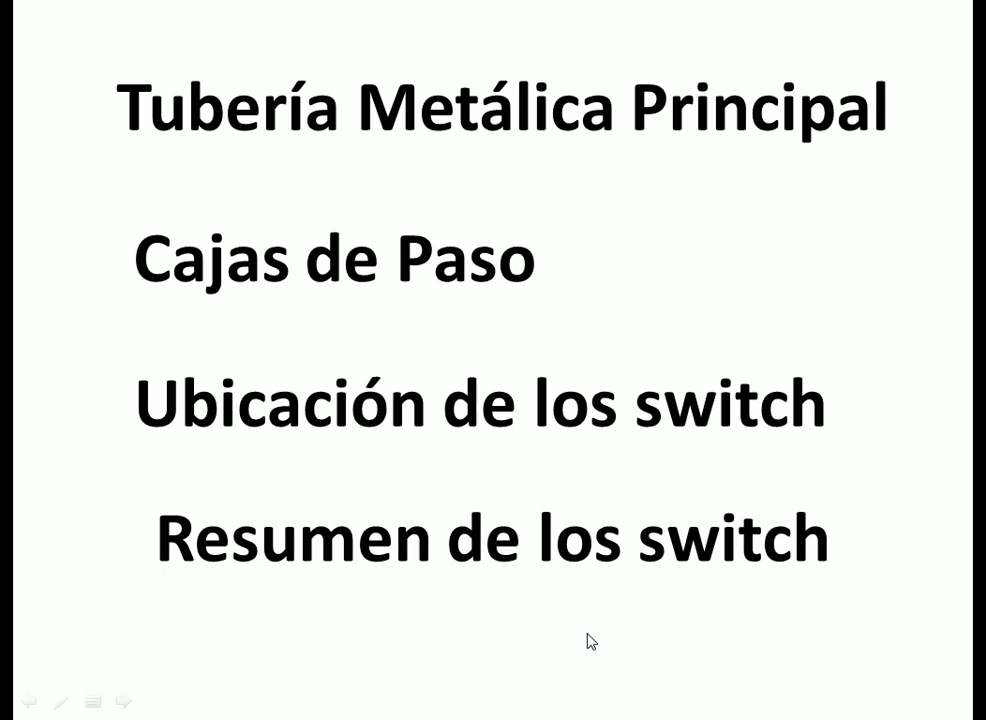 Tubería Metálica Principal
Cajas de Paso
Ubicación de los switch
Resumen de los switch